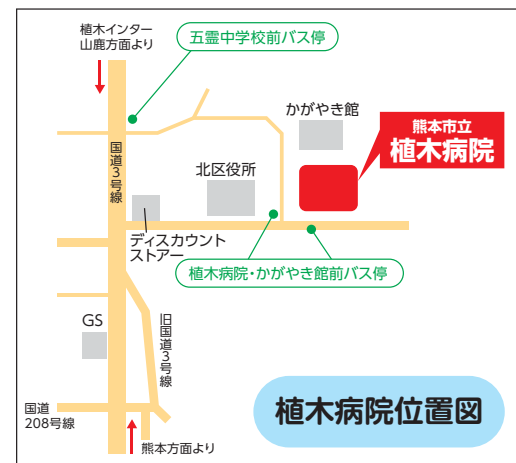 植木インター
山鹿方面より
五霊中学校前バス停
かがやき館
熊本市立
植木病院
国道3号線
北区役所
ディスカウント
ストアー
植木病院・かがやき館前バス停
GS
旧国道3号線
国道
208号線
熊本方面より
植木病院位置図